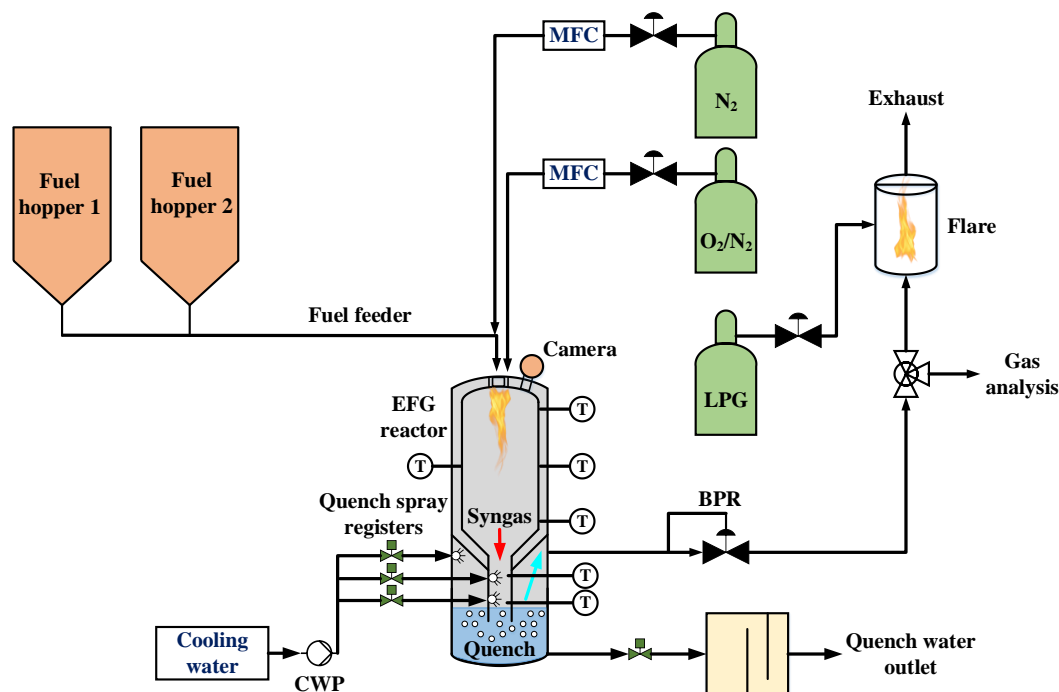 MFC
N₂
Exhaust
Fuel
hopper 1
Fuel
hopper 2
MFC
O₂/N₂
Flare
Fuel feeder
Camera
Gas
analysis
LPG
EFG
reactor
T
T
T
Quench spray
registers
Syngas
T
BPR
T
T
Cooling
water
CWP
Quench
Quench water
outlet